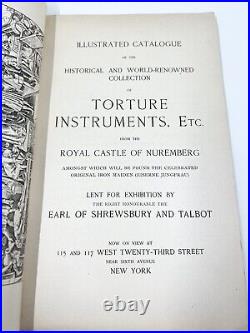 ILLUSTRATED CATALOGUE
OF THE
HISTORICAL AND WORLD-RENOWNED
COLLECTION
OF
TORTURE
INSTRUMENTS, ETC.
FROM THE
ROYAL CASTLE OF NUREMBERG
AMONGST WHICH WILL BE FOUND THE CELEBRATED
ORIGINAL IRON MAIDEN (EISERNE JUNGFRAU)
LENT FOR EXHIBITION BY
THE RIGHT HONOURABLE THE
EARL OF SHREWSBURY AND TALBOT
NOW ON VIEW AT
115 AND 117 WEST TWENTY-THIRD STREET
NEAR SIXTH AVENUE
NEW YORK